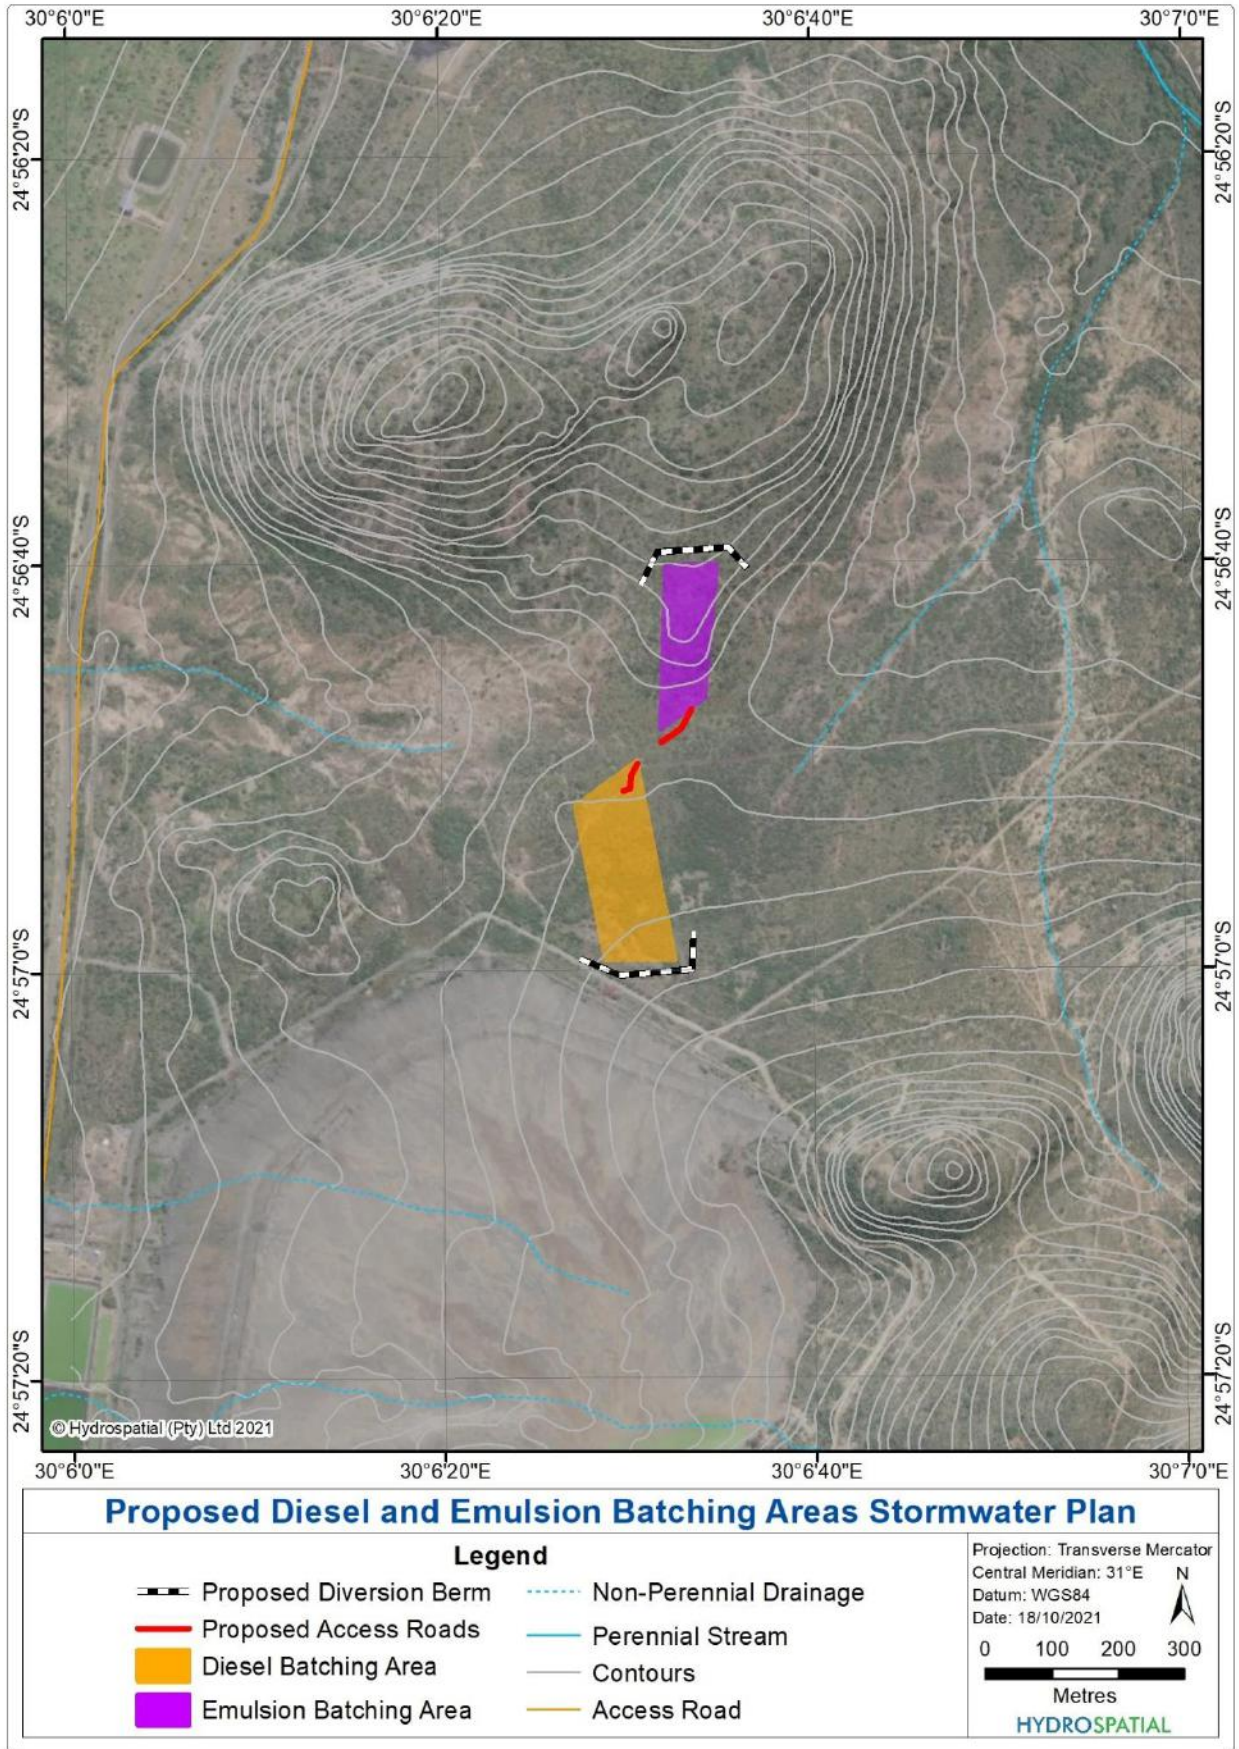 30°6'0"E 30°6'20"E 30°6'40"E 30°7'0"E
24°56'20"S 24°56'20"S
24°56'40"S 24°56'40"S
24°57'0"S 24°57'0"S
24°57'20"S 24°57'20"S
© Hydrospatial (Pty) Ltd 2021
30°6'0"E 30°6'20"E 30°6'40"E 30°7'0"E
Proposed Diesel and Emulsion Batching Areas Stormwater Plan
Legend
Proposed Diversion Berm
Proposed Access Roads
Diesel Batching Area
Emulsion Batching Area
Non-Perennial Drainage
Perennial Stream
Contours
Access Road
Projection: Transverse Mercator
Central Meridian: 31°E
Datum: WGS84
Date: 18/10/2021
N
0 100 200 300
Metres
HYDROSPATIAL